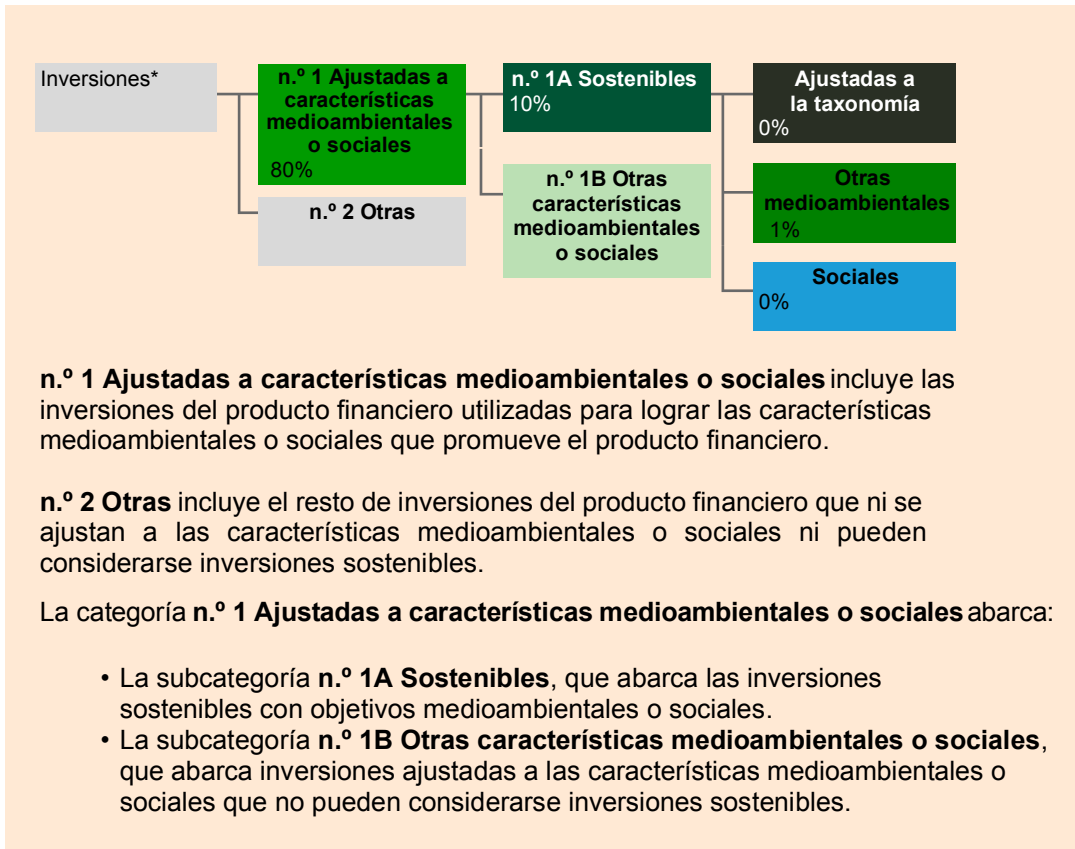 Inversiones*
n.º 1 Ajustadas a
características
medioambientales
o sociales
80%
n.º 2 Otras
n.º 1A Sostenibles
10%
n.º 1B Otras
características
medioambientales
o sociales
Ajustadas a
la taxonomía
0%
Otras
medioambientales
1%
Sociales
0%
n.º 1 Ajustadas a características medioambientales o sociales incluye las
inversiones del producto financiero utilizadas para lograr las características
medioambientales o sociales que promueve el producto financiero.
n.º 2 Otras incluye el resto de inversiones del producto financiero que ni se
ajustan a las características medioambientales o sociales ni pueden
considerarse inversiones sostenibles.
La categoría n.º 1 Ajustadas a características medioambientales o sociales abarca:
• La subcategoría n.º 1A Sostenibles, que abarca las inversiones
sostenibles con objetivos medioambientales o sociales.
• La subcategoría n.º 1B Otras características medioambientales o sociales,
que abarca inversiones ajustadas a las características medioambientales o
sociales que no pueden considerarse inversiones sostenibles.